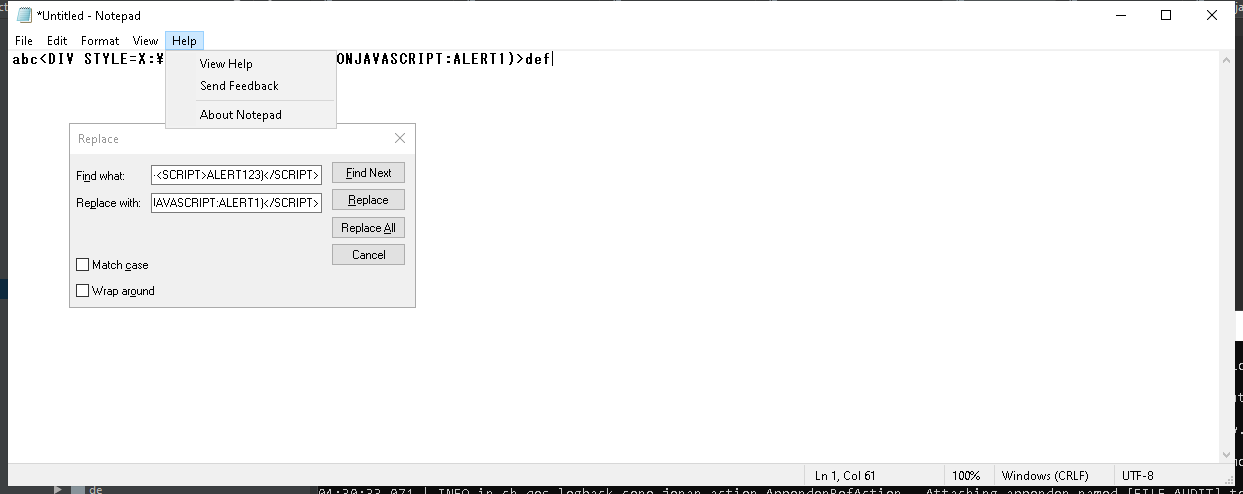 *Untitled - Notepad
File Edit Format View Help
abc<DIV STYLE=X:¥ ONJAVASCRIPT:ALERT1)>def
View Help
Send Feedback
About Notepad
Replace
Find what: <SCRIPT>ALERT123)</SCRIPT> Find Next
Replace with: JAVASCRIPT:ALERT1)</SCRIPT> Replace
Replace All
Cancel
Match case
Wrap around
Ln 1, Col 61 100% Windows (CRLF) UTF-8
de 04:30:33,071 | INFO in ch.qos.logback.core.joran.action.AppenderRefAction - Attaching appender named [FILE_AUDIT] t